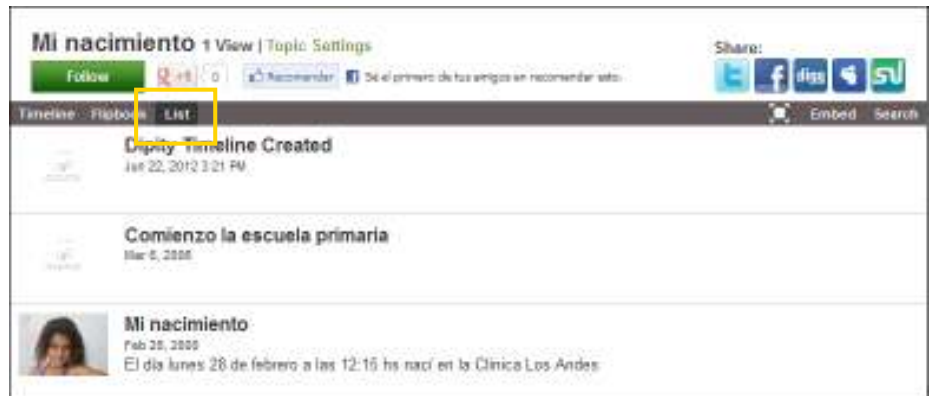 Mi nacimiento 1 View | Topic Settings
Share:
Follow +1 0 Recomendar Sé el primero de tus amigos en recomendar esto.
digg
Timeline Flipbook List Embed Search
Dipity Timeline Created
Jun 22, 2012 3:21 PM
Comienzo la escuela primaria
Mar 6, 2006
Mi nacimiento
Feb 28, 2000
El día lunes 28 de febrero a las 12:15 hs nací en la Clínica Los Andes